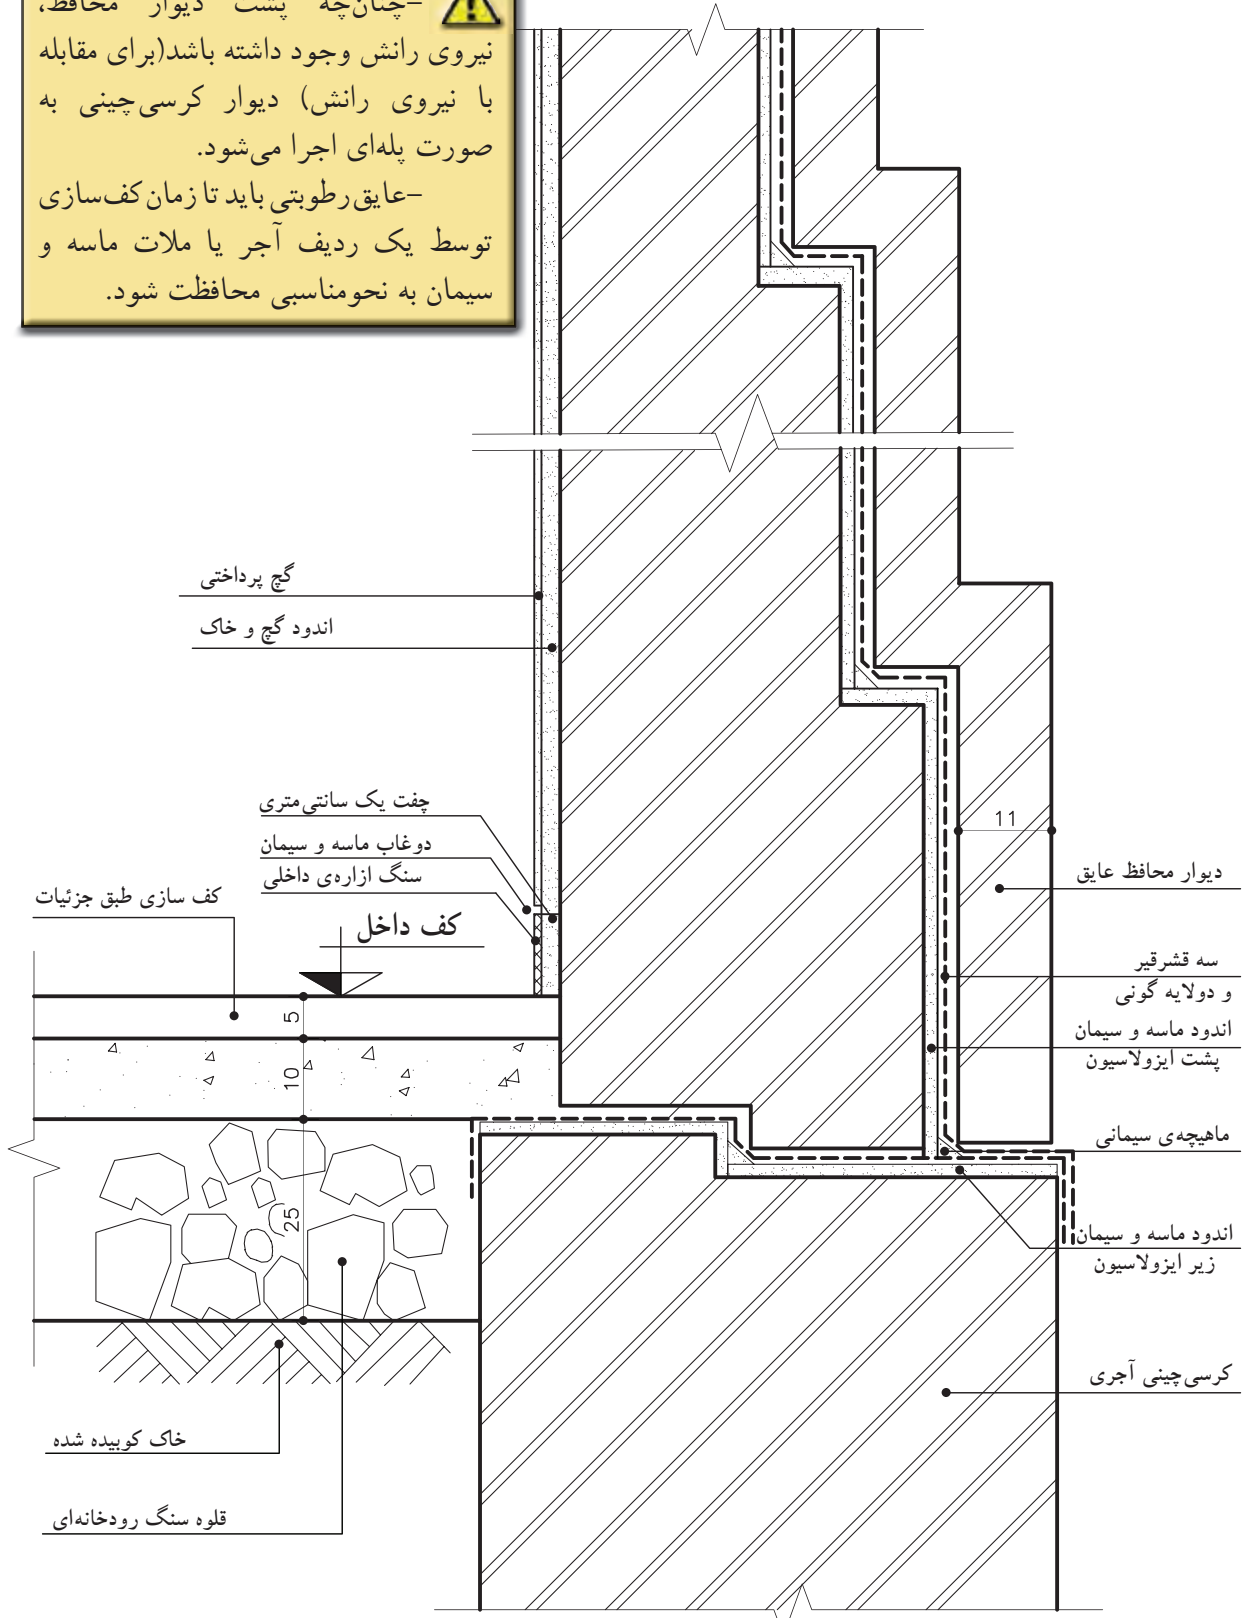 -چنان‌چه پشت دیوار محافظ،
نیروی رانش وجود داشته باشد(برای مقابله
با نیروی رانش) دیوار کرسی‌چینی به
صورت پله‌ای اجرا می‌شود.
-عایق رطوبتی باید تا زمان کف‌سازی
توسط یک ردیف آجر یا ملات ماسه و
سیمان به نحومناسبی محافظت شود.
گچ پرداختی
اندود گچ و خاک
چفت یک سانتی‌متری
دوغاب ماسه و سیمان
سنگ ازاره‌ی داخلی
کف سازی طبق جزئیات
کف داخل
5
10
25
خاک کوبیده شده
قلوه سنگ رودخانه‌ای
11
دیوار محافظ عایق
سه قشرقیر
و دولایه گونی
اندود ماسه و سیمان
پشت ایزولاسیون
ماهیچه‌ی سیمانی
اندود ماسه و سیمان
زیر ایزولاسیون
کرسی‌چینی آجری